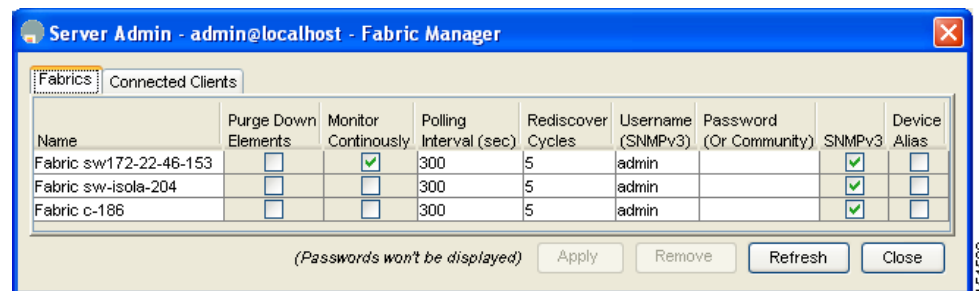 Server Admin - admin@localhost - Fabric Manager
Fabrics Connected Clients
Name Purge Down Elements Monitor Continously Polling Interval (sec) Rediscover Cycles Username (SNMPv3) Password (Or Community) SNMPv3 Device Alias
Fabric sw172-22-46-153 300 5 admin
Fabric sw-isola-204 300 5 admin
Fabric c-186 300 5 admin
(Passwords won't be displayed) Apply Remove Refresh Close